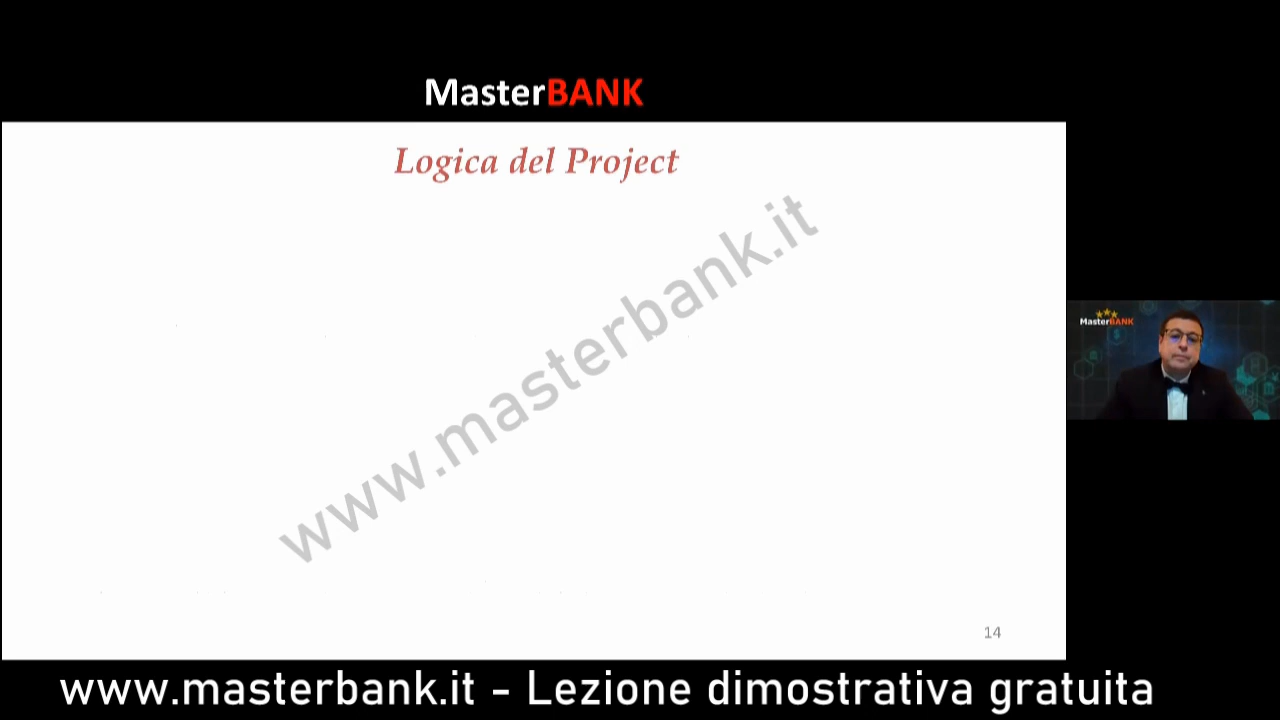 MasterBANK
Logica del Project
www.masterbank.it
MasterBANK
14
www.masterbank.it - Lezione dimostrativa gratuita